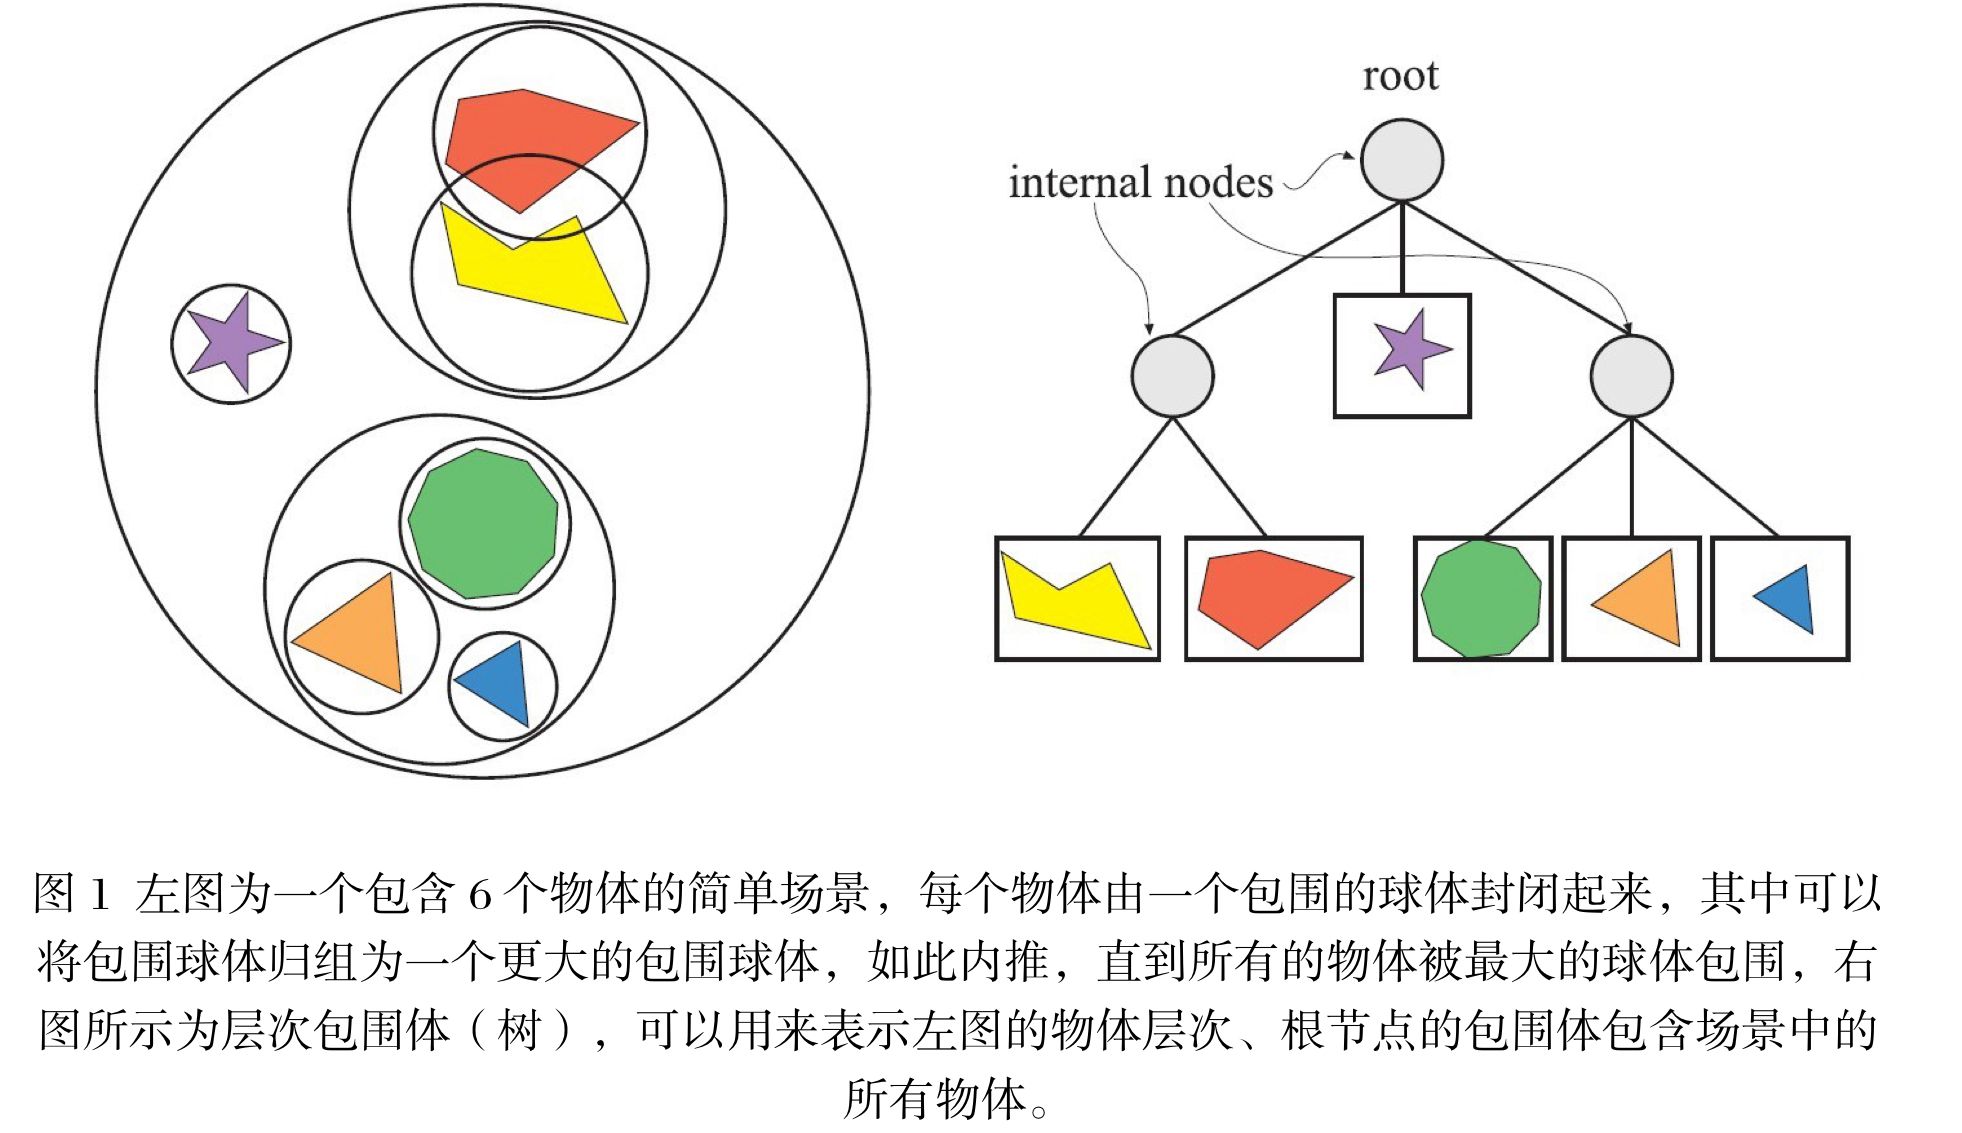 root
internal nodes
图 1 左图为一个包含 6 个物体的简单场景，每个物体由一个包围的球体封闭起来，其中可以
将包围球体归组为一个更大的包围球体，如此内推，直到所有的物体被最大的球体包围，右
图所示为层次包围体（树），可以用来表示左图的物体层次、根节点的包围体包含场景中的
所有物体。